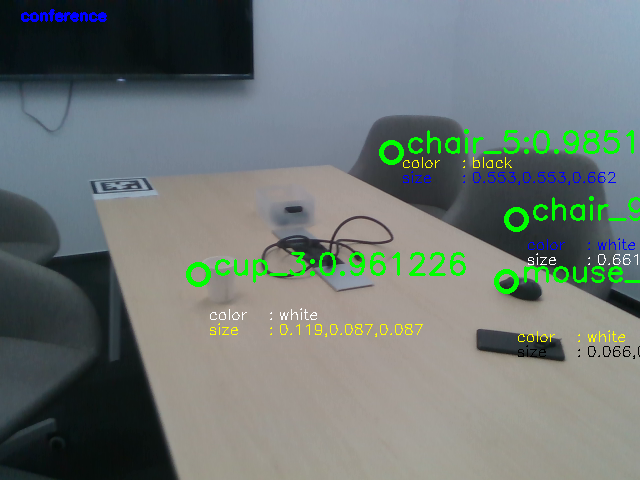 conference
chair_5:0.9851
color : black
size : 0.553,0.553,0.662
chair_9
color : white
size : 0.661
cup_3:0.961226
mouse_
color : white
size : 0.119,0.087,0.087
color : white
size : 0.066,0